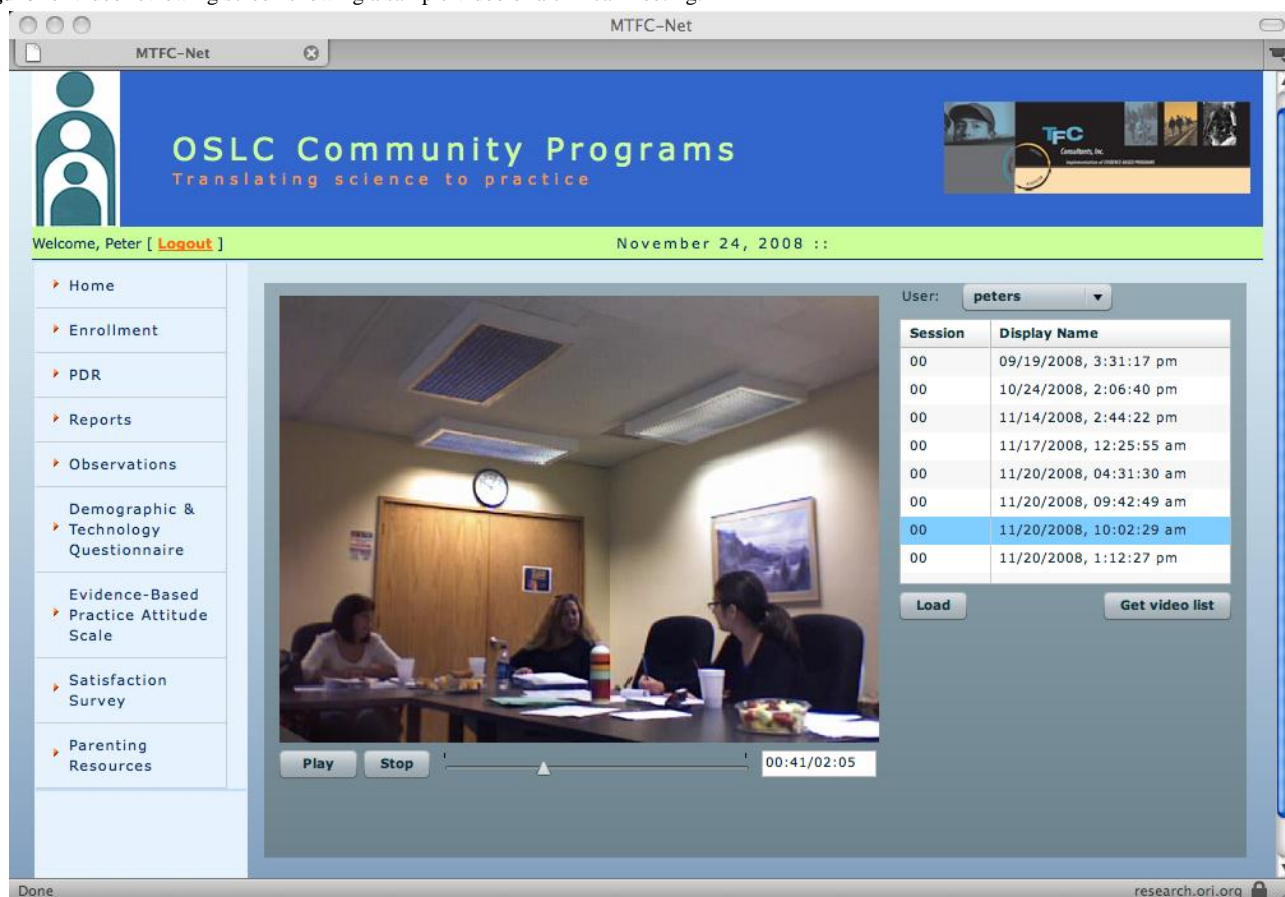 MTFC-Net
MTFC-Net
OSLC Community Programs
Translating science to practice
TFC
Consultants, Inc.
Welcome, Peter [ Logout ]
November 24, 2008 ::
Home
Enrollment
PDR
Reports
Observations
Demographic &
Technology
Questionnaire
Evidence-Based
Practice Attitude
Scale
Satisfaction
Survey
Parenting
Resources
User: peters
Session Display Name
00 09/19/2008, 3:31:17 pm
00 10/24/2008, 2:06:40 pm
00 11/14/2008, 2:44:22 pm
00 11/17/2008, 12:25:55 am
00 11/20/2008, 04:31:30 am
00 11/20/2008, 09:42:49 am
00 11/20/2008, 10:02:29 am
00 11/20/2008, 1:12:27 pm
Load Get video list
Play Stop 00:41/02:05
Done research.ori.org